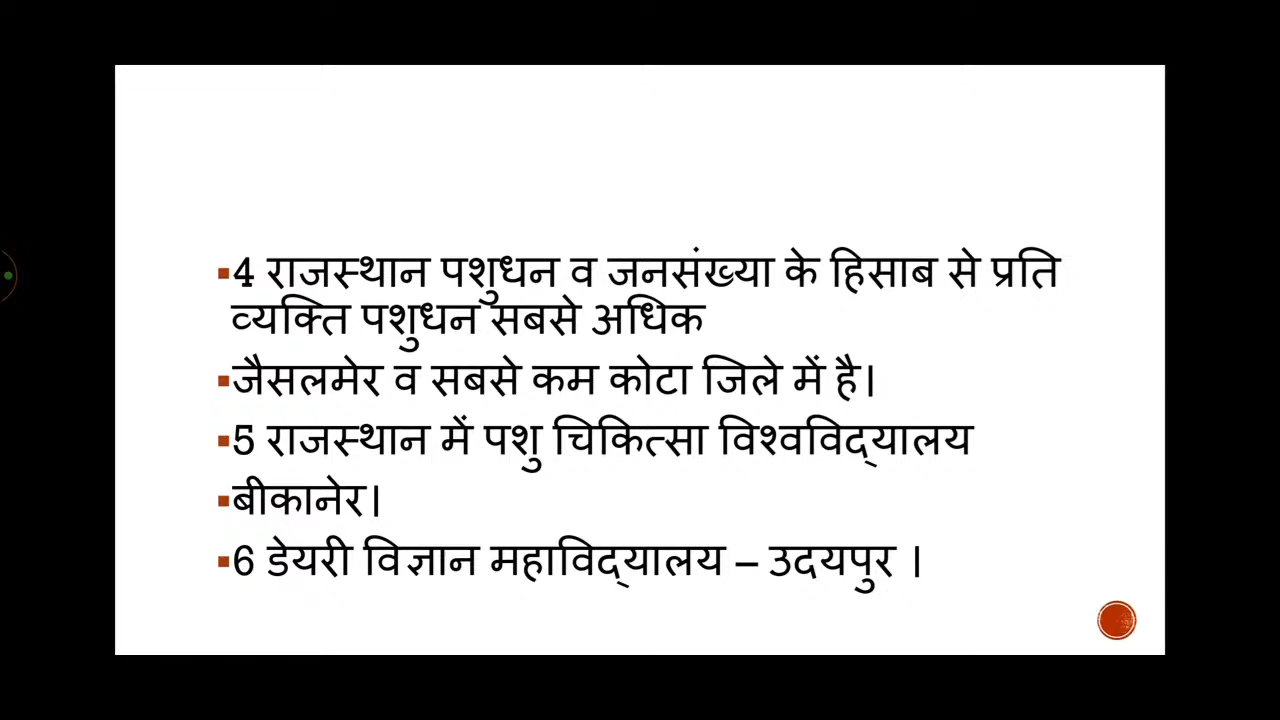 ▪4 राजस्थान पशुधन व जनसंख्या के हिसाब से प्रति
व्यक्ति पशुधन सबसे अधिक
▪जैसलमेर व सबसे कम कोटा जिले में है।
▪5 राजस्थान में पशु चिकित्सा विश्वविद्यालय
▪बीकानेर।
▪6 डेयरी विज्ञान महाविद्यालय – उदयपुर ।